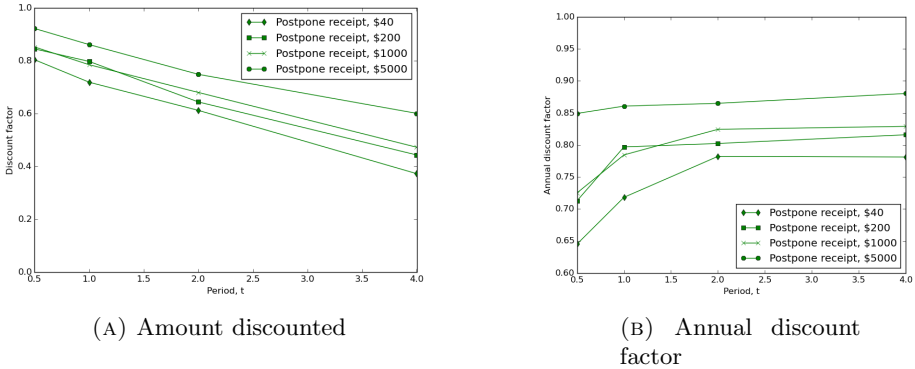 1.0
0.8
0.6
0.4
0.2
0.0
Discount factor
Postpone receipt, $40
Postpone receipt, $200
Postpone receipt, $1000
Postpone receipt, $5000
0.5 1.0 1.5 2.0 2.5 3.0 3.5 4.0
Period, t
(A) Amount discounted
1.00
0.95
0.90
0.85
0.80
0.75
0.70
0.65
0.60
Annual discount factor
Postpone receipt, $40
Postpone receipt, $200
Postpone receipt, $1000
Postpone receipt, $5000
0.5 1.0 1.5 2.0 2.5 3.0 3.5 4.0
Period, t
(B) Annual discount
factor